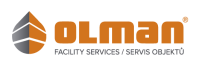 OLMAN®
FACILITY SERVICES / SERVIS OBJEKTŮ